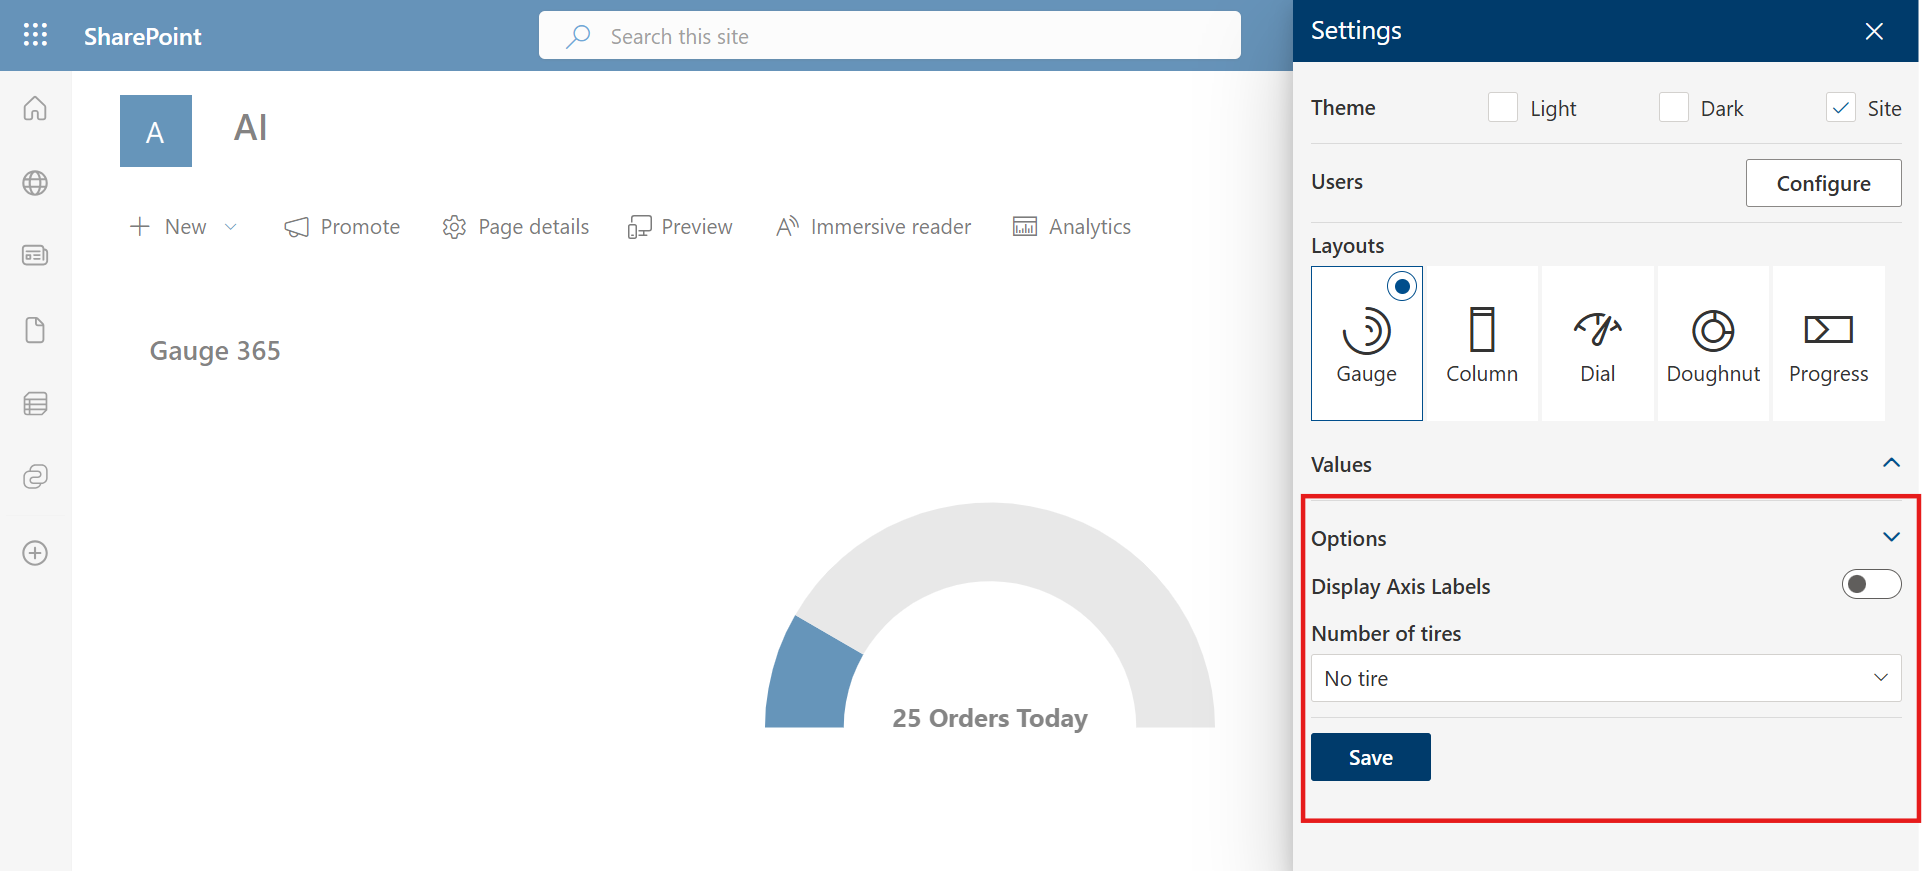 SharePoint
Search this site
A
AI
New
Promote
Page details
Preview
Immersive reader
Analytics
Gauge 365
25 Orders Today
Settings
Theme
Light
Dark
Site
Users
Configure
Layouts
Gauge
Column
Dial
Doughnut
Progress
Values
Options
Display Axis Labels
Number of tires
No tire
Save